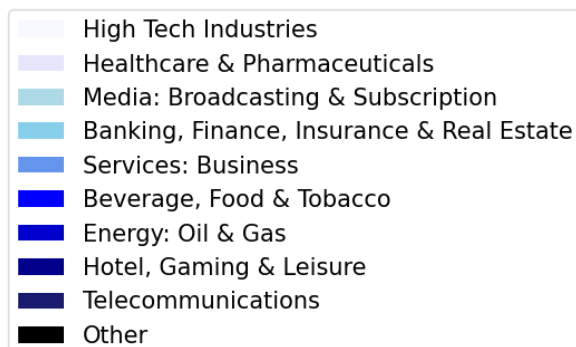 High Tech Industries
Healthcare & Pharmaceuticals
Media: Broadcasting & Subscription
Banking, Finance, Insurance & Real Estate
Services: Business
Beverage, Food & Tobacco
Energy: Oil & Gas
Hotel, Gaming & Leisure
Telecommunications
Other